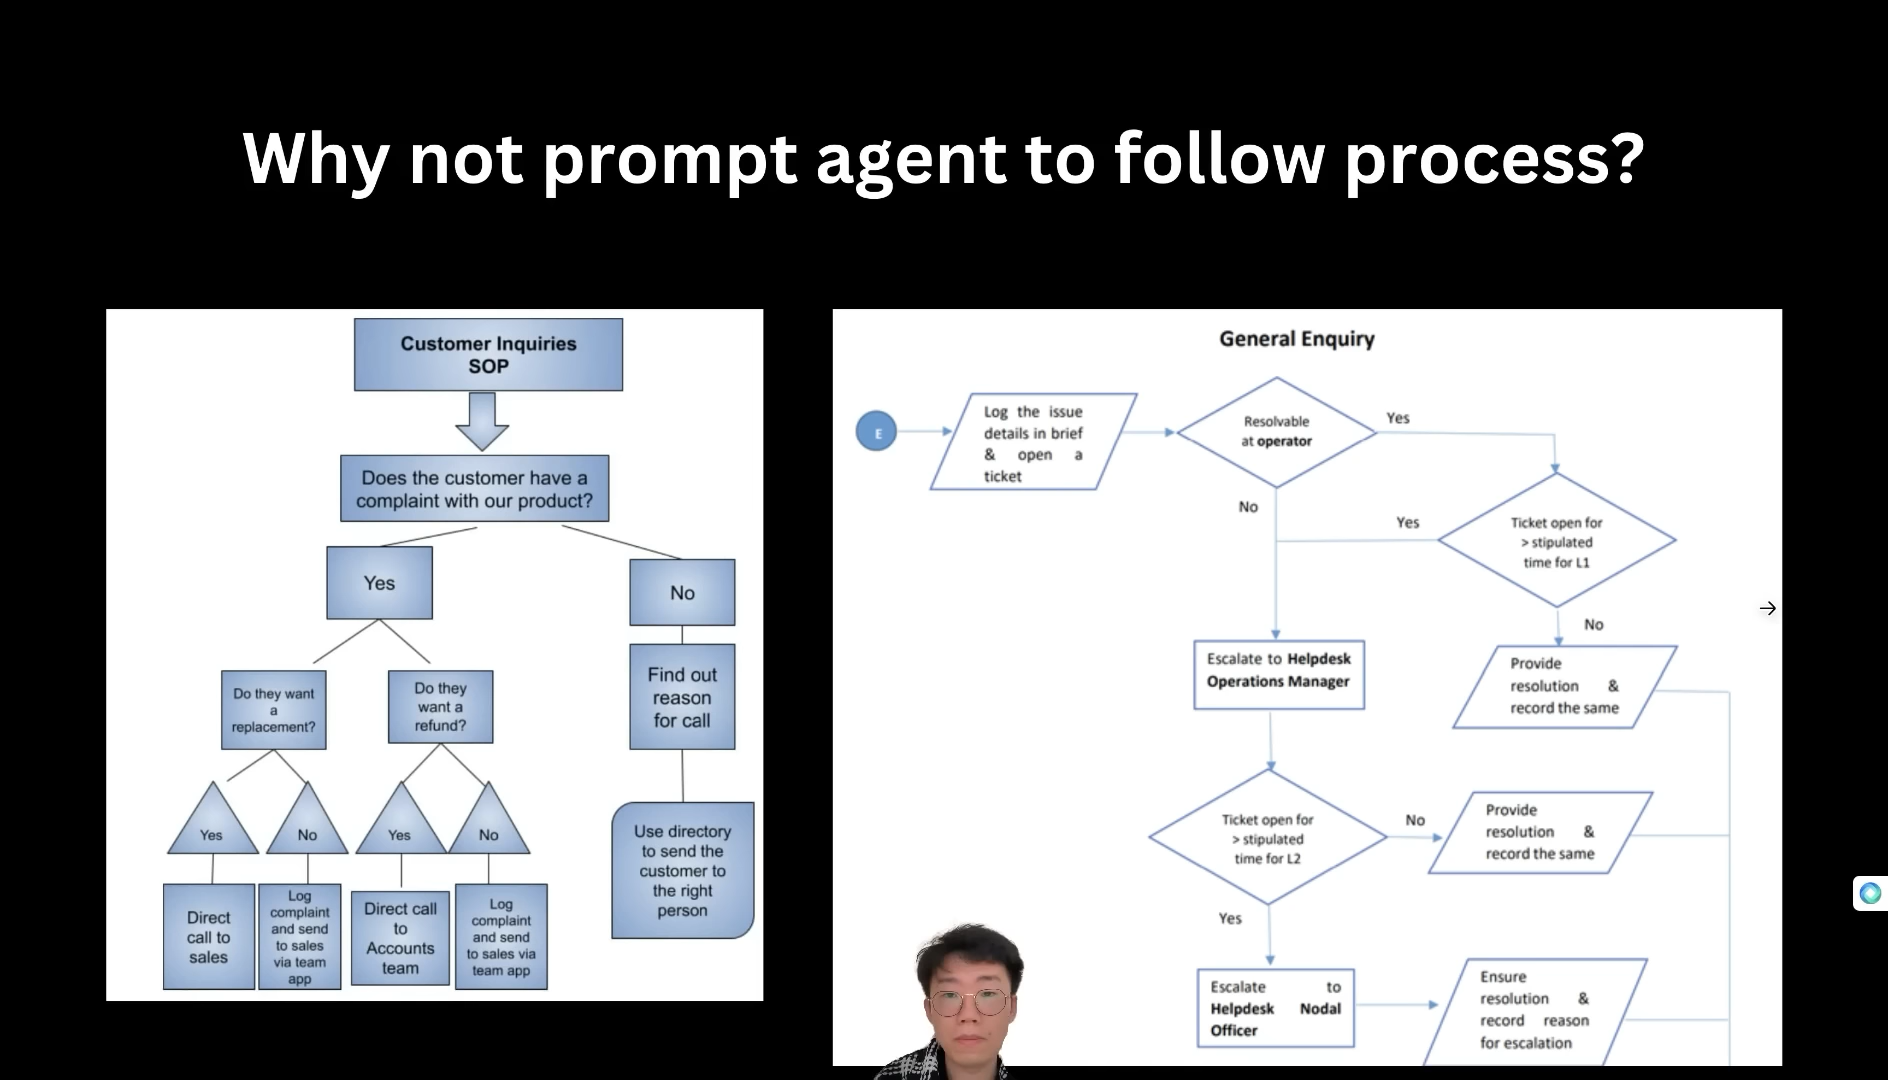 Why not prompt agent to follow process?
Customer Inquiries
SOP
Does the customer have a
complaint with our product?
Yes
No
Do they want
a
replacement?
Do they
want a
refund?
Find out
reason
for call
Yes
No
Yes
No
Use directory
to send the
customer to
the right
person
Direct
call to
sales
Log
complaint
and send
to sales
via team
app
Direct call
to
Accounts
team
Log
complaint
and send
to sales via
team app
General Enquiry
E
Log the issue
details in brief
& open a
ticket
Resolvable
at operator
Yes
No
Yes
Ticket open for
> stipulated
time for L1
No
Escalate to Helpdesk
Operations Manager
Provide
resolution &
record the same
Ticket open for
> stipulated
time for L2
No
Provide
resolution &
record the same
Yes
Escalate to
Helpdesk Nodal
Officer
Ensure
resolution &
record reason
for escalation